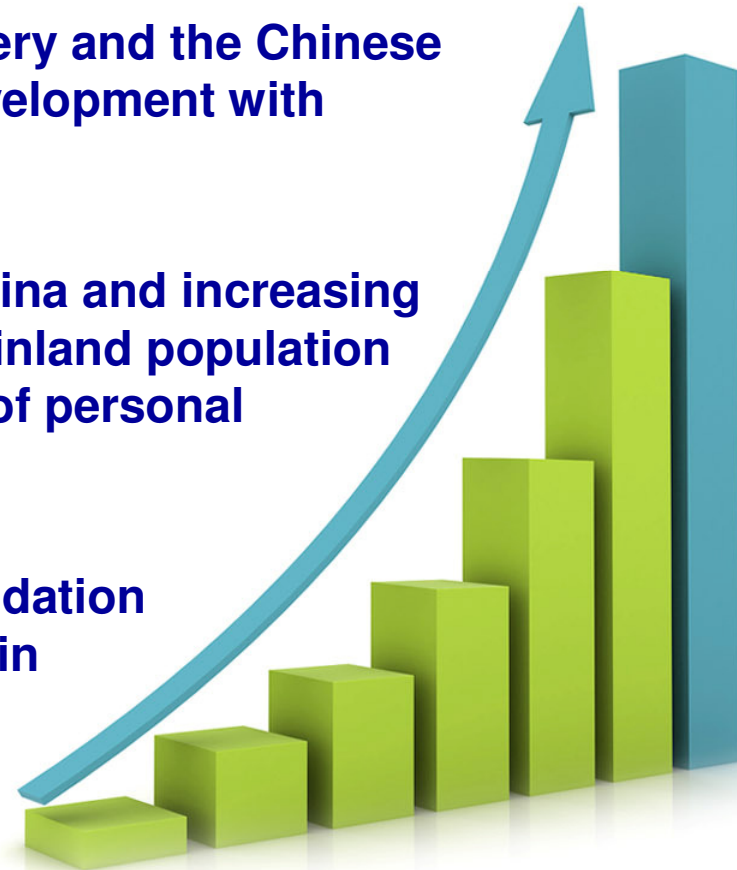 ery and the Chinese
velopment with
ina and increasing
inland population
of personal
dation
in